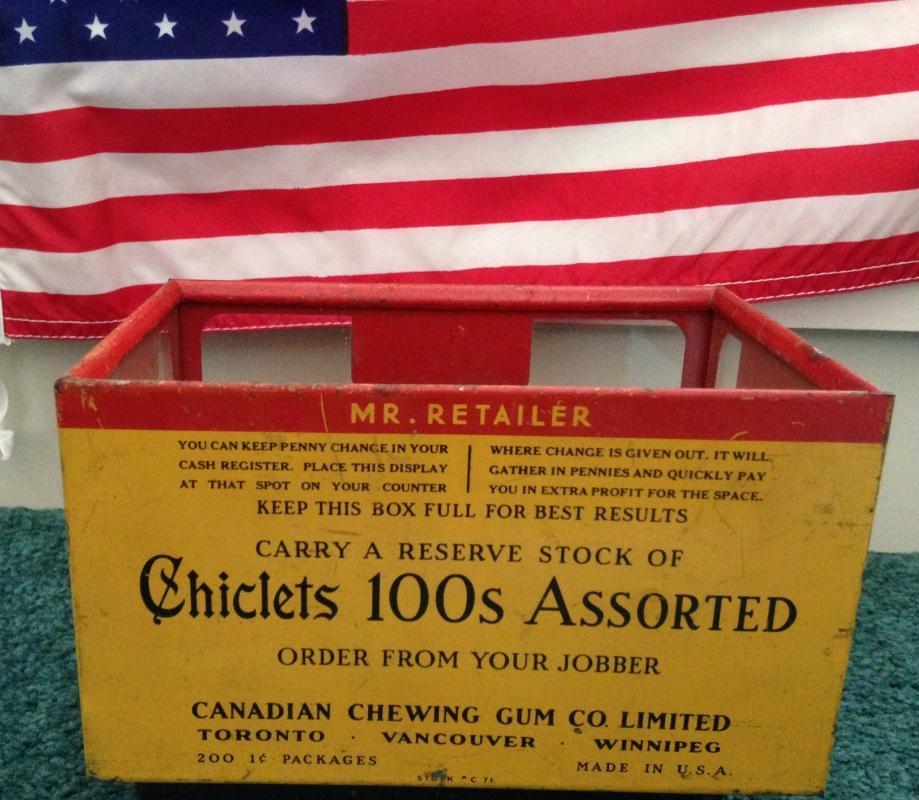 MR. RETAILER
YOU CAN KEEP PENNY CHANGE IN YOUR
CASH REGISTER. PLACE THIS DISPLAY
AT THAT SPOT ON YOUR COUNTER
WHERE CHANGE IS GIVEN OUT. IT WILL
GATHER IN PENNIES AND QUICKLY PAY
YOU IN EXTRA PROFIT FOR THE SPACE.
KEEP THIS BOX FULL FOR BEST RESULTS
CARRY A RESERVE STOCK OF
Chiclets 100s ASSORTED
ORDER FROM YOUR JOBBER
CANADIAN CHEWING GUM CO. LIMITED
TORONTO · VANCOUVER · WINNIPEG
200 1¢ PACKAGES
MADE IN U.S.A.
C 71